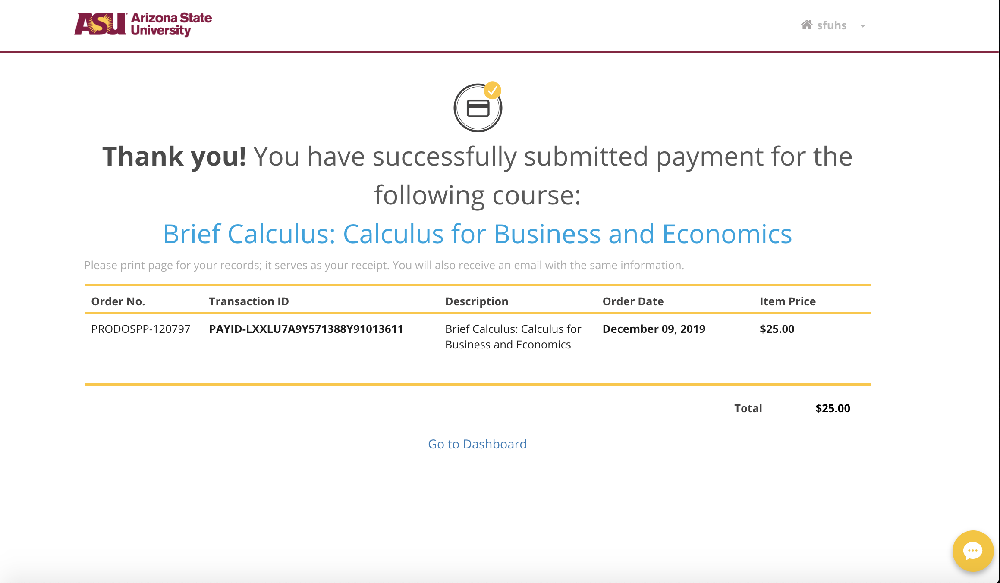 ASU Arizona State
University
sfuhs
Thank you! You have successfully submitted payment for the
following course:
Brief Calculus: Calculus for Business and Economics
Please print page for your records; it serves as your receipt. You will also receive an email with the same information.
Order No. Transaction ID Description Order Date Item Price
PRODOSPP-120797 PAYID-LXXLU7A9Y571388Y91013611 Brief Calculus: Calculus for December 09, 2019 $25.00
Business and Economics
Total $25.00
Go to Dashboard